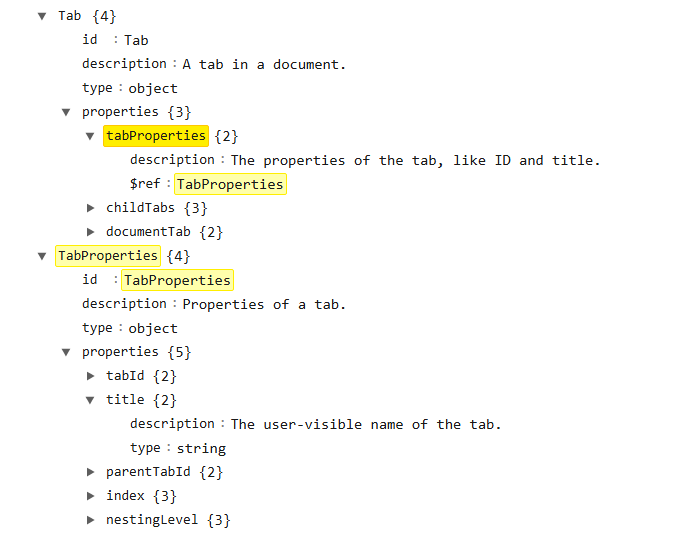 Tab {4}
id : Tab
description : A tab in a document.
type : object
properties {3}
tabProperties {2}
description : The properties of the tab, like ID and title.
$ref : TabProperties
childTabs {3}
documentTab {2}
TabProperties {4}
id : TabProperties
description : Properties of a tab.
type : object
properties {5}
tabId {2}
title {2}
description : The user-visible name of the tab.
type : string
parentTabId {2}
index {3}
nestingLevel {3}